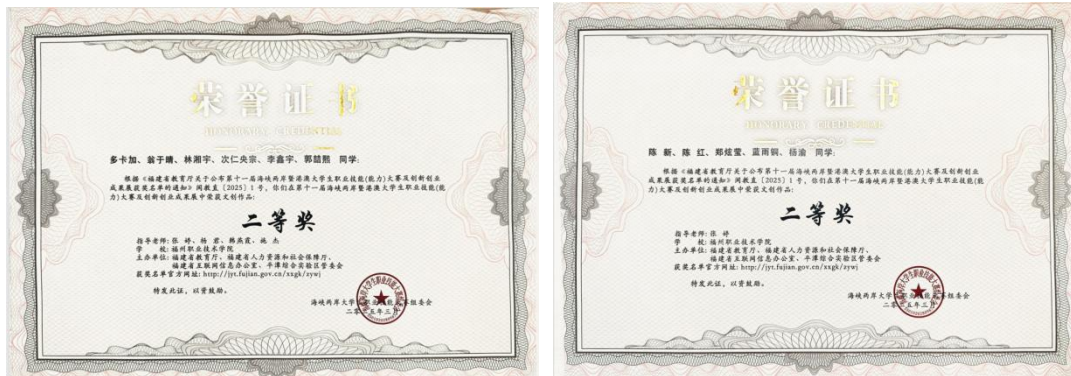 荣誉证书
HONORARY CREDENTIAL
多卡加、翁于晴、林湘宇、次仁央宗、李鑫宇、郭喆熙 同学:
根据《福建省教育厅关于公布第十一届海峡两岸暨港澳大学生职业技能(能力)大赛及创新创业
成果展获奖名单的通知》闽教直〔2025〕1号，你们在第十一届海峡两岸暨港澳大学生职业技能(能
力)大赛及创新创业成果展中荣获文创作品:
二等奖
指导老师:张 婷、杨 君、韩燕霞、施 杰
学 校:福州职业技术学院
主办单位:福建省教育厅、福建省人力资源和社会保障厅、
福建省互联网信息办公室、平潭综合实验区管委会
获奖名单官方网址:http://jyt.fujian.gov.cn/xxgk/zywj
特发此证，以资鼓励。
海峡两岸大学生职业技能大赛组委会
二〇二五年三月
荣誉证书
HONORARY CREDENTIAL
陈 新、陈 红、郑炫莹、蓝雨铜、杨渝 同学:
根据《福建省教育厅关于公布第十一届海峡两岸暨港澳大学生职业技能(能力)大赛及创新创业
成果展获奖名单的通知》闽教直〔2025〕1号，你们在第十一届海峡两岸暨港澳大学生职业技能(能
力)大赛及创新创业成果展中荣获文创作品:
二等奖
指导老师:张 婷
学 校:福州职业技术学院
主办单位:福建省教育厅、福建省人力资源和社会保障厅、
福建省互联网信息办公室、平潭综合实验区管委会
获奖名单官方网址:http://jyt.fujian.gov.cn/xxgk/zywj
特发此证，以资鼓励。
海峡两岸大学生职业技能大赛组委会
二〇二五年三月